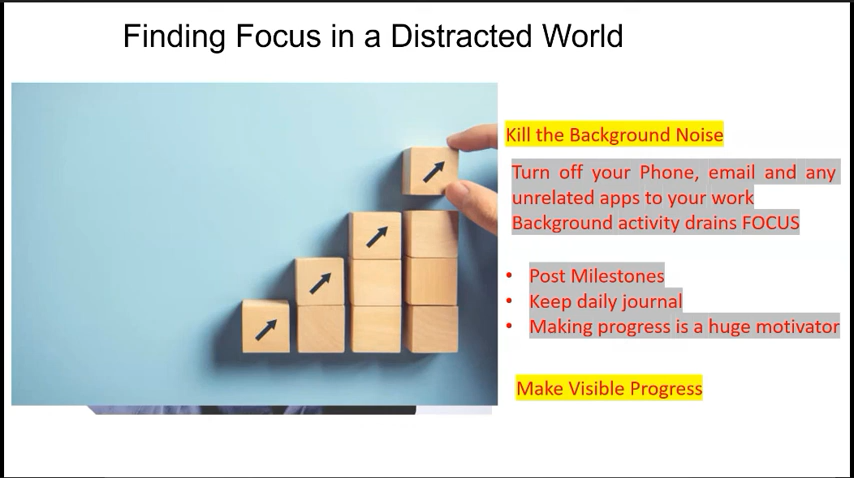 Finding Focus in a Distracted World
Kill the Background Noise
Turn off your Phone, email and any
unrelated apps to your work
Background activity drains FOCUS
• Post Milestones
• Keep daily journal
• Making progress is a huge motivator
Make Visible Progress